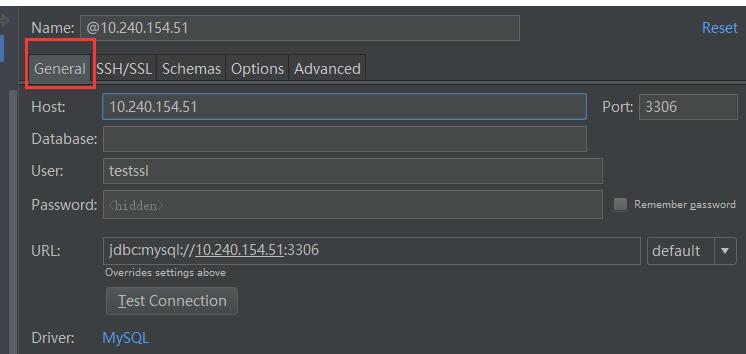 Name: @10.240.154.51 Reset
General SSH/SSL Schemas Options Advanced
Host: 10.240.154.51 Port: 3306
Database:
User: testssl
Password: <hidden> Remember password
URL: jdbc:mysql://10.240.154.51:3306 default
Overrides settings above
Test Connection
Driver: MySQL